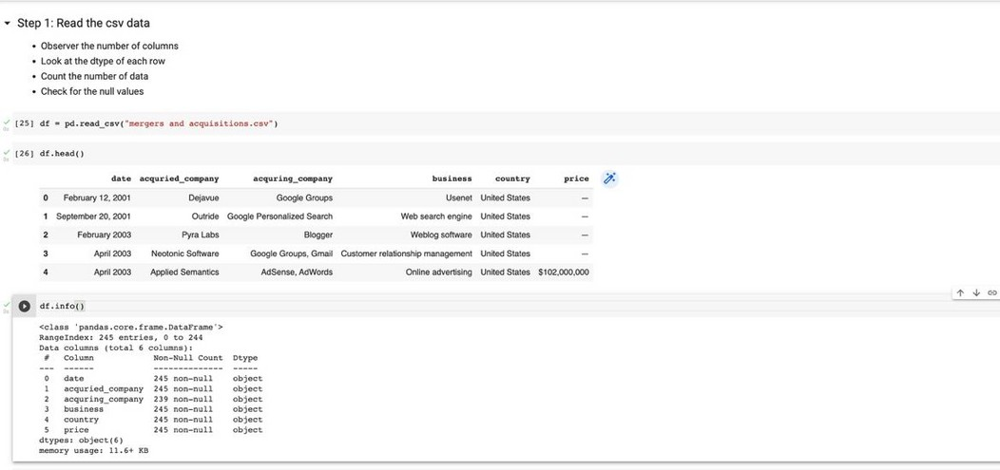 Step 1: Read the csv data
• Observer the number of columns
• Look at the dtype of each row
• Count the number of data
• Check for the null values
[25] df = pd.read_csv("mergers and acquisitions.csv")
[26] df.head()
date acquried_company acquring_company business country price
0 February 12, 2001 Dejavue Google Groups Usenet United States —
1 September 20, 2001 Outride Google Personalized Search Web search engine United States —
2 February 2003 Pyra Labs Blogger Weblog software United States —
3 April 2003 Neotonic Software Google Groups, Gmail Customer relationship management United States —
4 April 2003 Applied Semantics AdSense, AdWords Online advertising United States $102,000,000
df.info()
<class 'pandas.core.frame.DataFrame'>
RangeIndex: 245 entries, 0 to 244
Data columns (total 6 columns):
# Column Non-Null Count Dtype
--- ------ -------------- -----
0 date 245 non-null object
1 acquried_company 245 non-null object
2 acquring_company 239 non-null object
3 business 245 non-null object
4 country 245 non-null object
5 price 245 non-null object
dtypes: object(6)
memory usage: 11.6+ KB